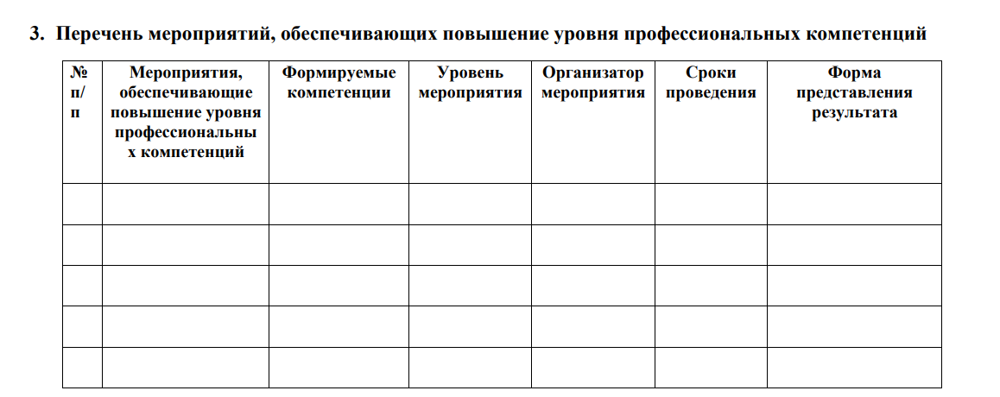 3. Перечень мероприятий, обеспечивающих повышение уровня профессиональных компетенций
№
п/
п
Мероприятия,
обеспечивающие
повышение уровня
профессиональны
х компетенций
Формируемые
компетенции
Уровень
мероприятия
Организатор
мероприятия
Сроки
проведения
Форма
представления
результата